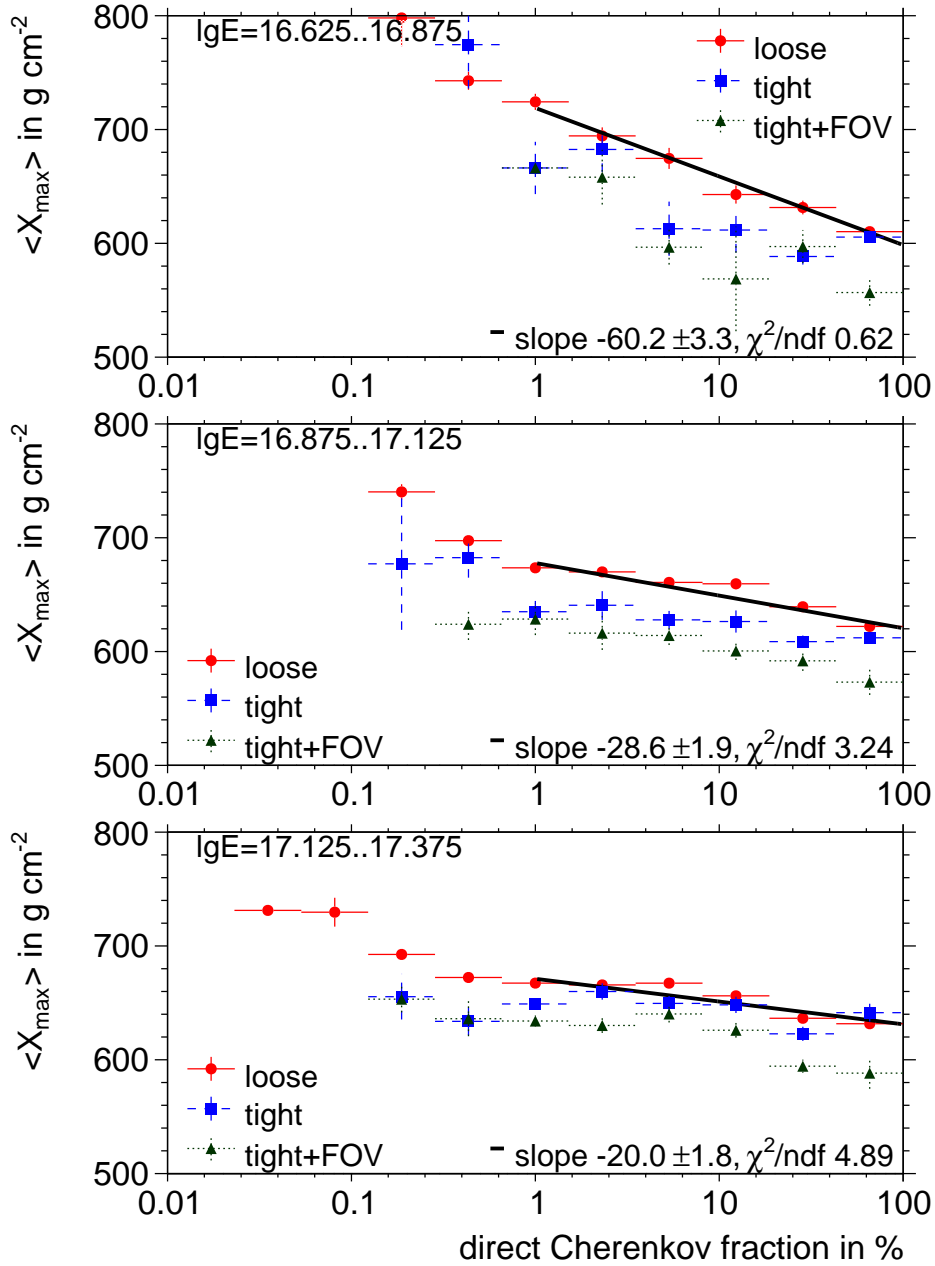 lgE=16.625..16.875
loose
tight
tight+FOV
<X_max> in g cm^-2
800
700
600
500
slope -60.2 ±3.3, χ²/ndf 0.62
0.01 0.1 1 10 100
lgE=16.875..17.125
<X_max> in g cm^-2
800
700
600
500
loose
tight
tight+FOV
slope -28.6 ±1.9, χ²/ndf 3.24
0.01 0.1 1 10 100
lgE=17.125..17.375
<X_max> in g cm^-2
800
700
600
500
loose
tight
tight+FOV
slope -20.0 ±1.8, χ²/ndf 4.89
0.01 0.1 1 10 100
direct Cherenkov fraction in %